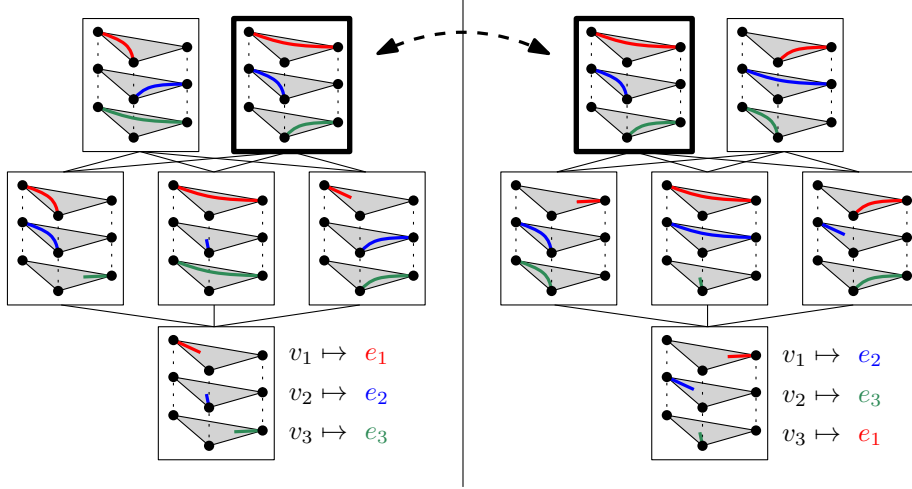 v₁ ↦ e₁
v₂ ↦ e₂
v₃ ↦ e₃
v₁ ↦ e₂
v₂ ↦ e₃
v₃ ↦ e₁